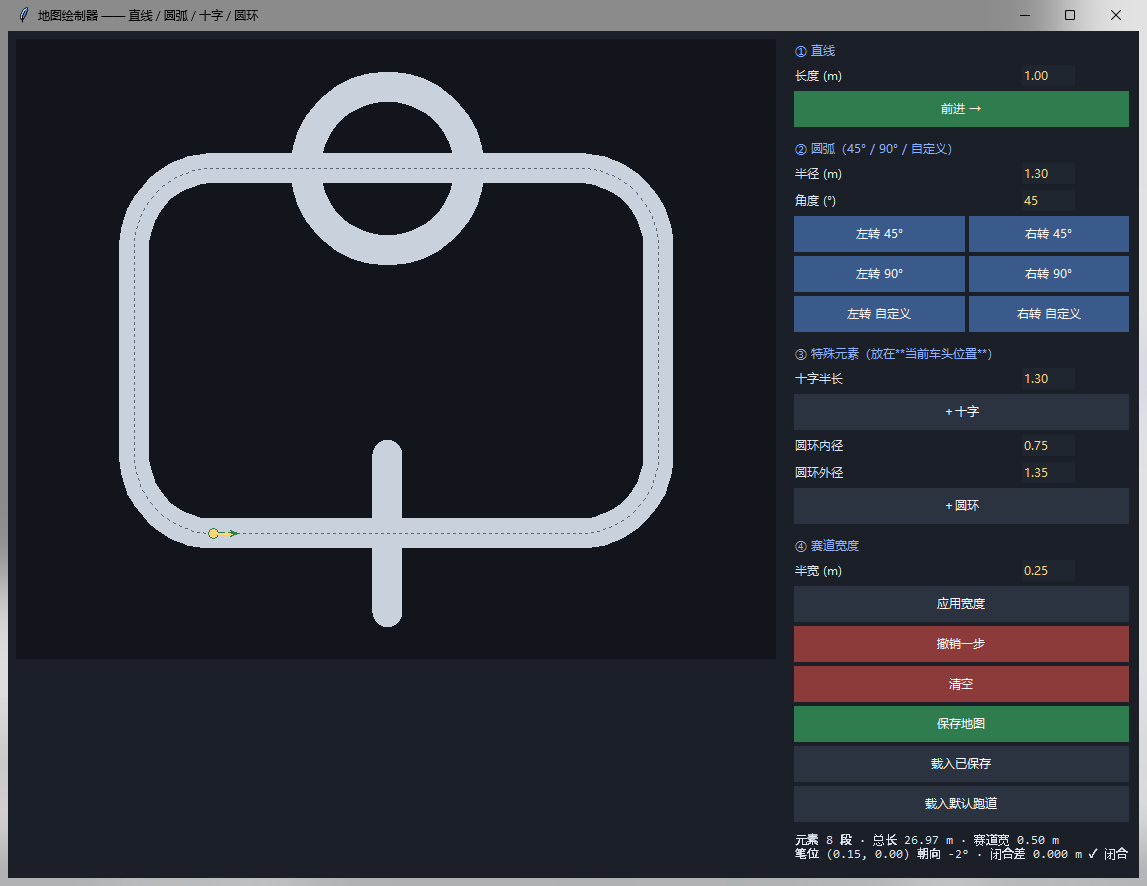 地图绘制器 —— 直线 / 圆弧 / 十字 / 圆环
① 直线
长度 (m) 1.00
前进 →
② 圆弧（45° / 90° / 自定义）
半径 (m) 1.30
角度 (°) 45
左转 45° 右转 45°
左转 90° 右转 90°
左转 自定义 右转 自定义
③ 特殊元素（放在**当前车头位置**）
十字半长 1.30
+ 十字
圆环内径 0.75
圆环外径 1.35
+ 圆环
④ 赛道宽度
半宽 (m) 0.25
应用宽度
撤销一步
清空
保存地图
载入已保存
载入默认跑道
元素 8 段 · 总长 26.97 m · 赛道宽 0.50 m
笔位 (0.15, 0.00) 朝向 -2° · 闭合差 0.000 m ✓ 闭合